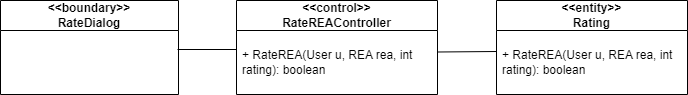 <<boundary>>
RateDialog
<<control>>
RateREAController
+ RateREA(User u, REA rea, int
rating): boolean
<<entity>>
Rating
+ RateREA(User u, REA rea, int
rating): boolean